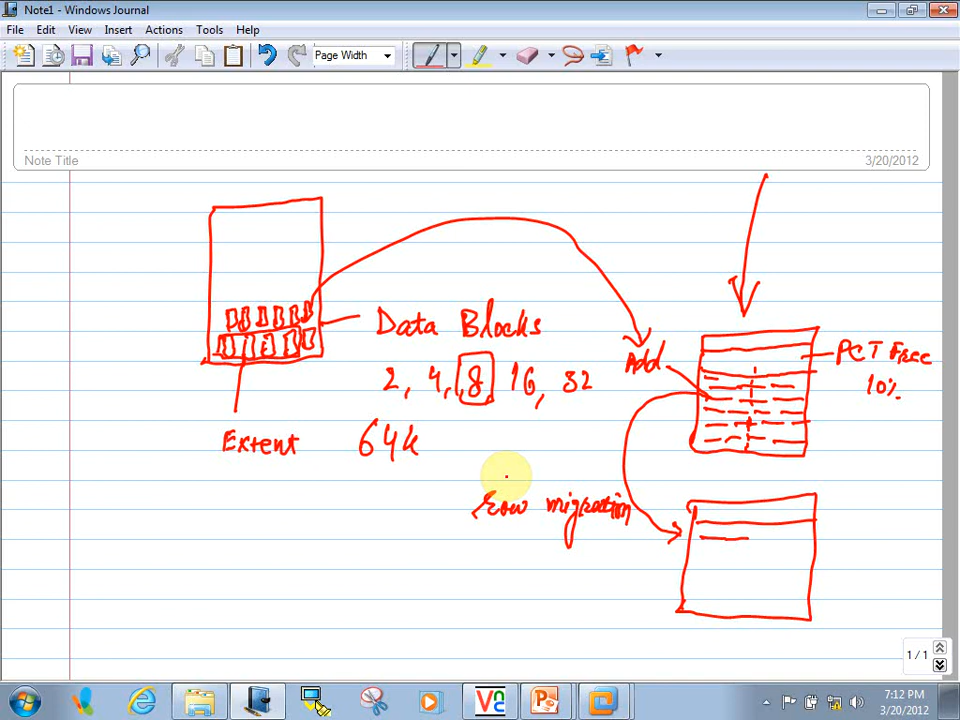 Note1 - Windows Journal
File Edit View Insert Actions Tools Help
Page Width
Note Title 3/20/2012
Data Blocks
2, 4, 8, 16, 32
Extent 64k
Add
PCT Free
10%
row migration
1 / 1
7:12 PM
3/20/2012